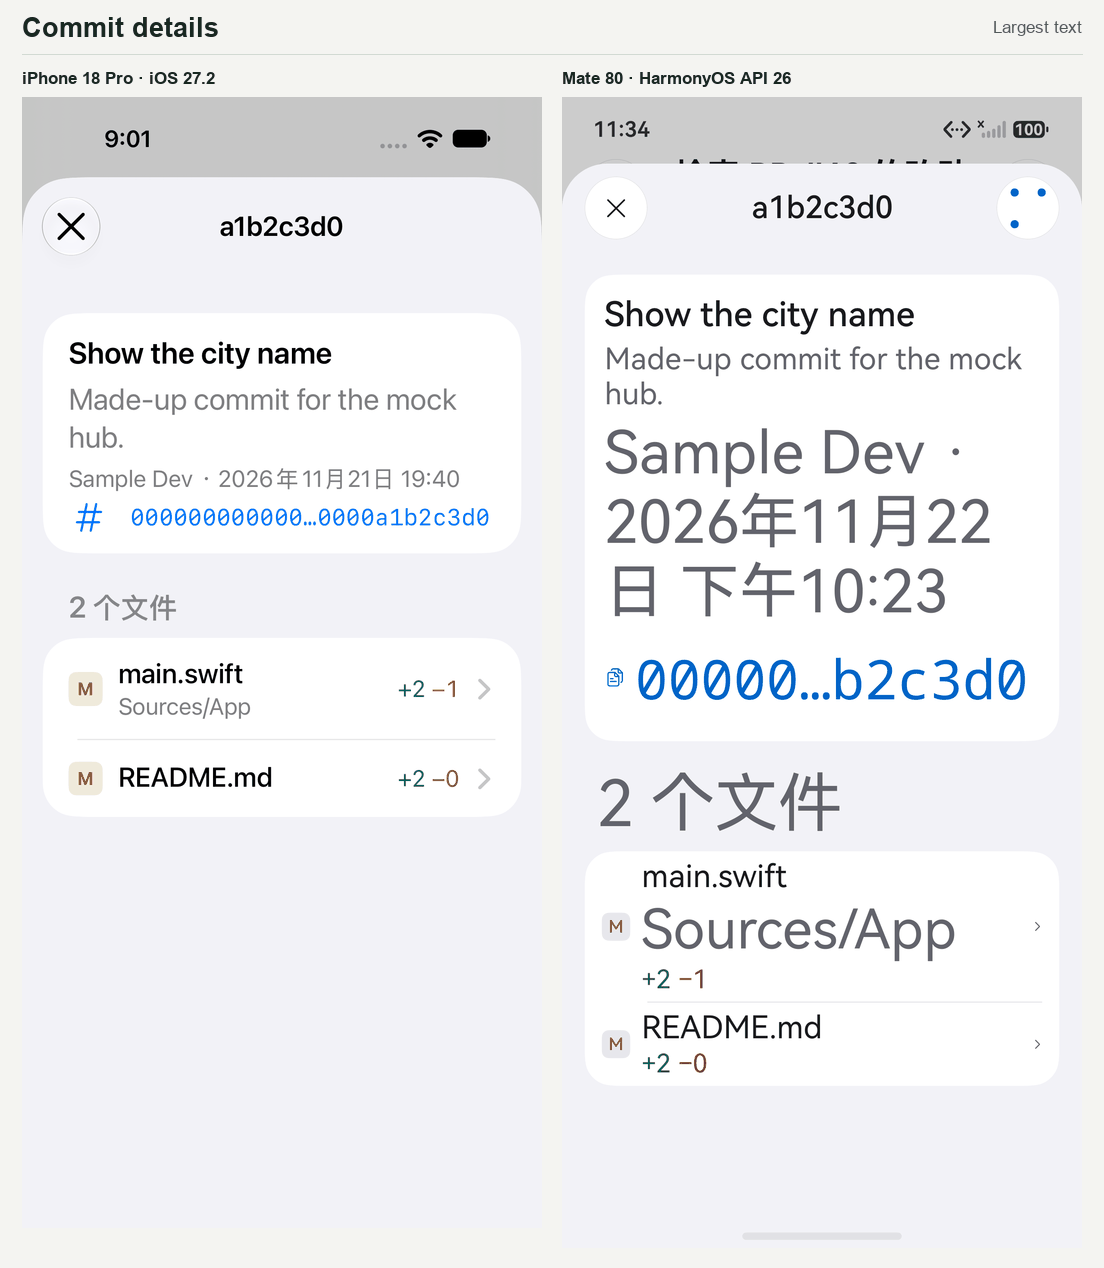 Commit details
Largest text
iPhone 18 Pro · iOS 27.2
9:01
a1b2c3d0
Show the city name
Made-up commit for the mock
hub.
Sample Dev · 2026年11月21日 19:40
# 000000000000…0000a1b2c3d0
2 个文件
M
main.swift
Sources/App
+2 −1
M
README.md
+2 −0
Mate 80 · HarmonyOS API 26
11:34
100
a1b2c3d0
Show the city name
Made-up commit for the mock
hub.
Sample Dev ·
2026年11月22
日 下午10:23
00000…b2c3d0
2 个文件
main.swift
M
Sources/App
+2 −1
README.md
M
+2 −0